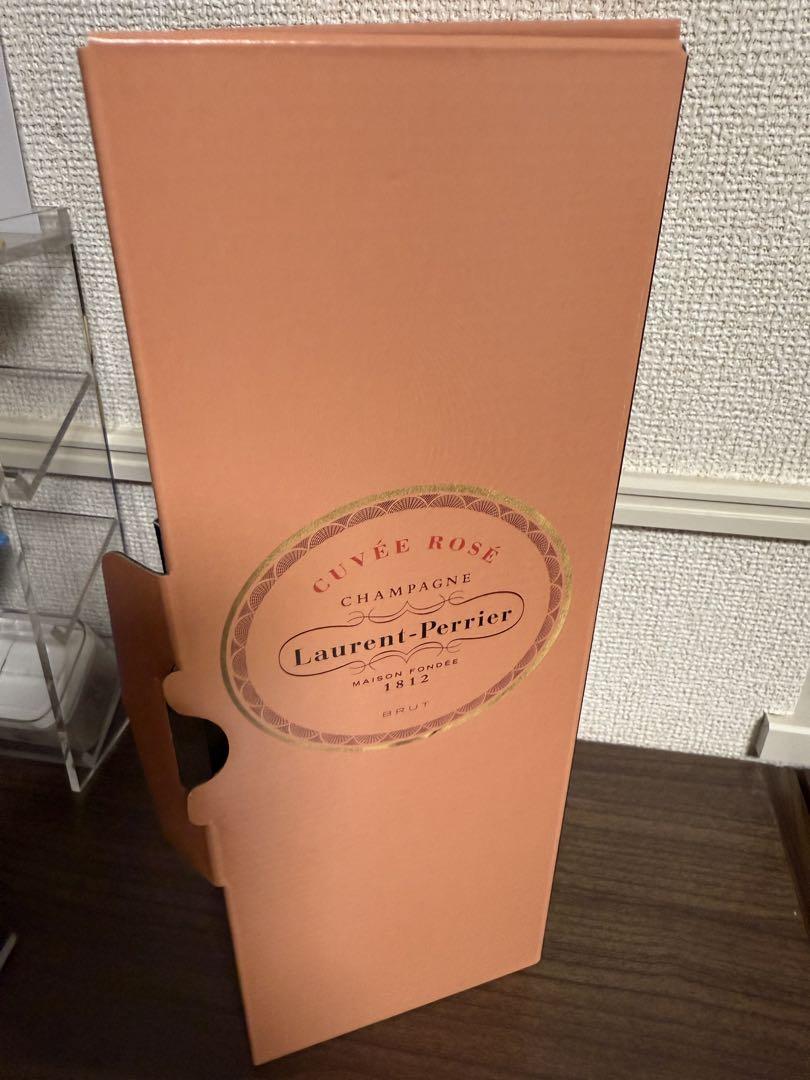 CUVÉE ROSÉ
CHAMPAGNE
Laurent-Perrier
MAISON FONDÉE
1812
BRUT